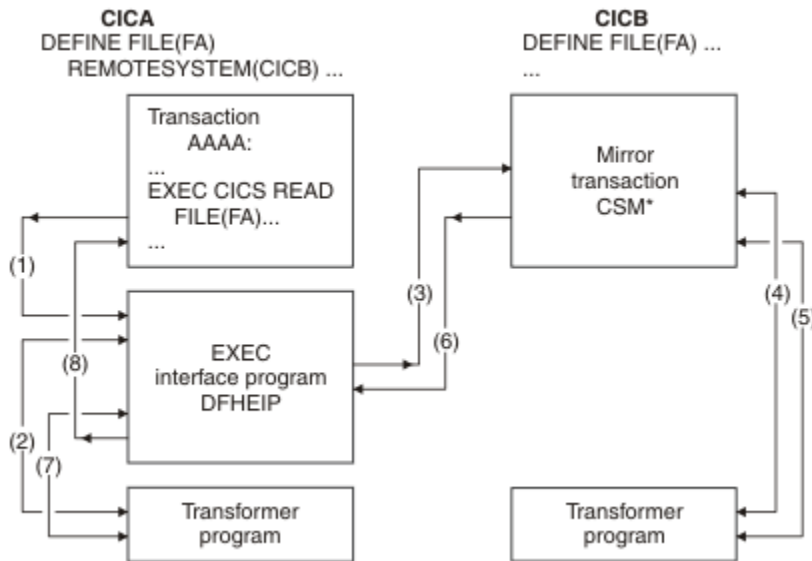 CICA
DEFINE FILE(FA)
REMOTESYSTEM(CICB) ...
CICB
DEFINE FILE(FA) ...
...
Transaction
AAAA:
...
EXEC CICS READ
FILE(FA)...
...
Mirror
transaction
CSM*
(1)
(2)
(8)
(7)
EXEC
interface program
DFHEIP
(3)
(6)
(4)
(5)
Transformer
program
Transformer
program